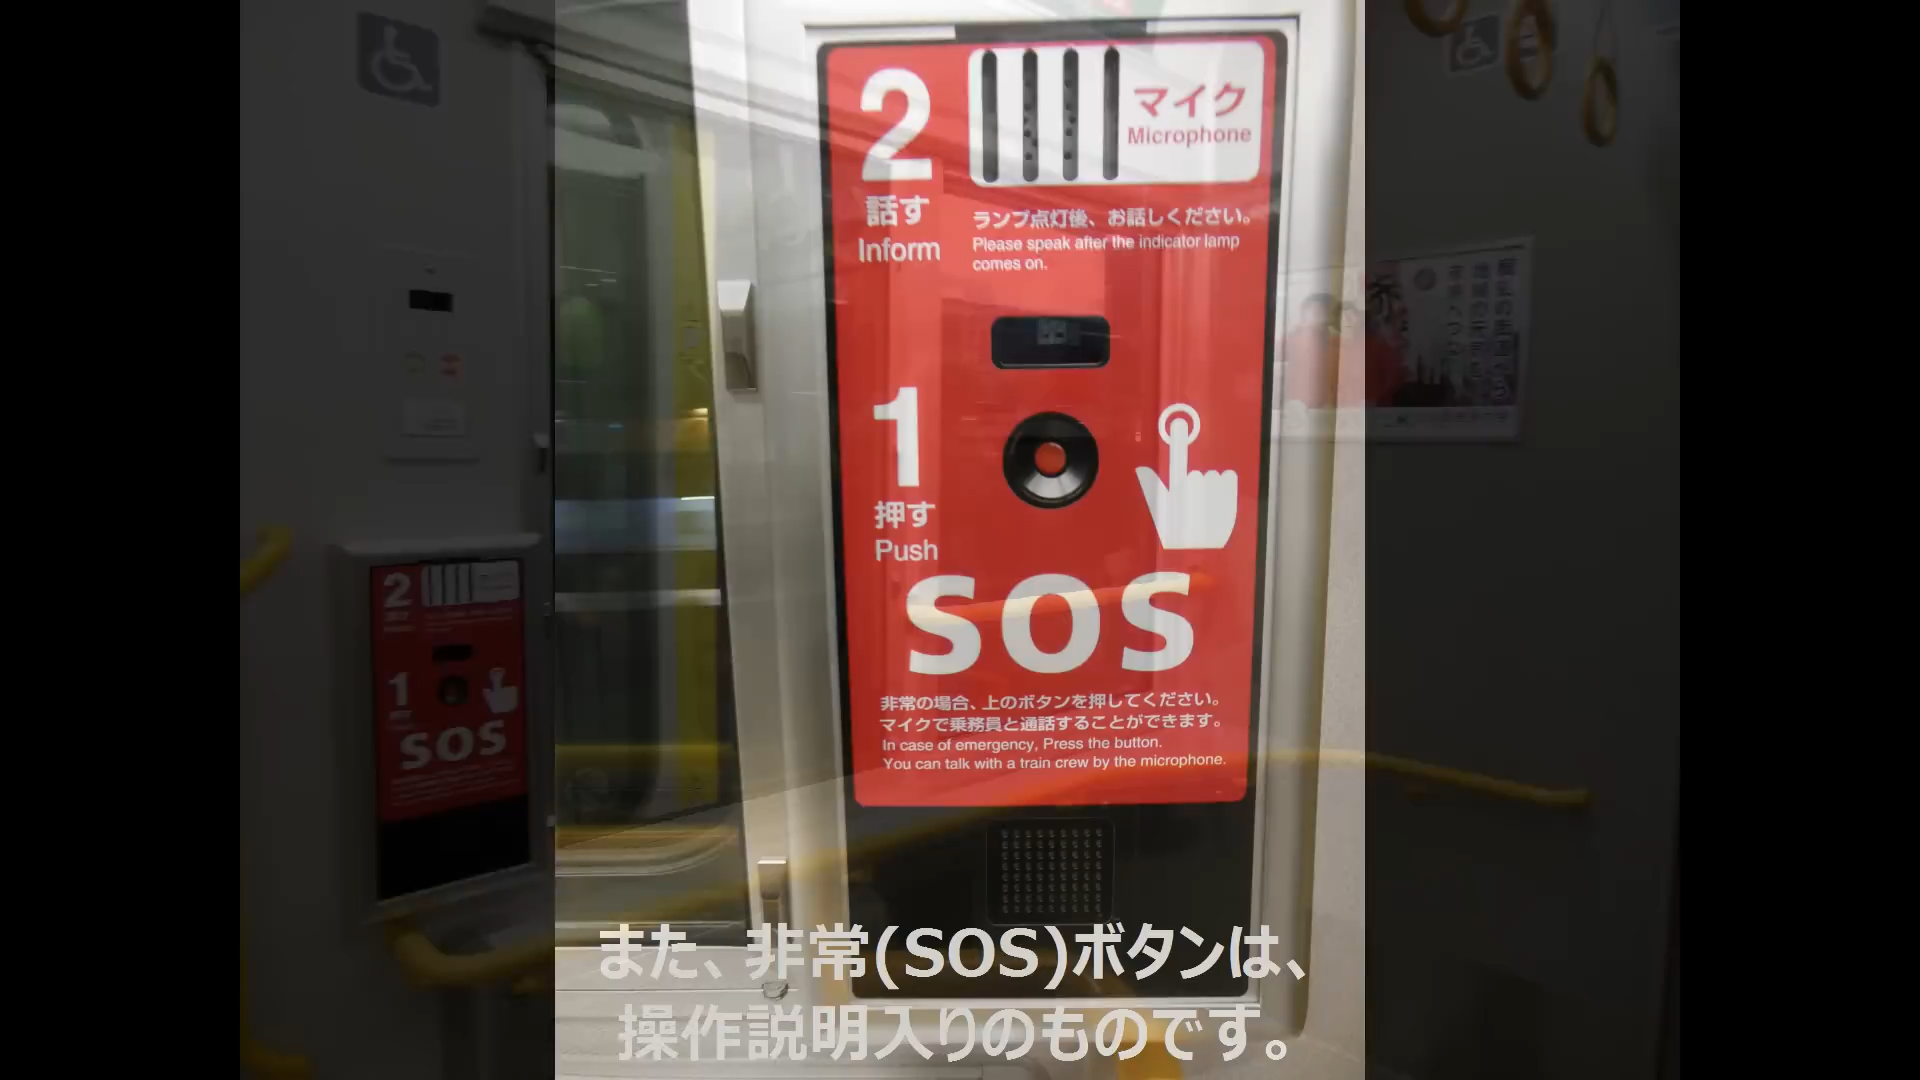 2
マイク
Microphone
話す
Inform
ランプ点灯後、お話しください。
Please speak after the indicator lamp
comes on.
1
押す
Push
SOS
非常の場合、上のボタンを押してください。
マイクで乗務員と通話することができます。
In case of emergency, Press the button.
You can talk with a train crew by the microphone.
2
1
SOS
また、非常(SOS)ボタンは、
操作説明入りのものです。